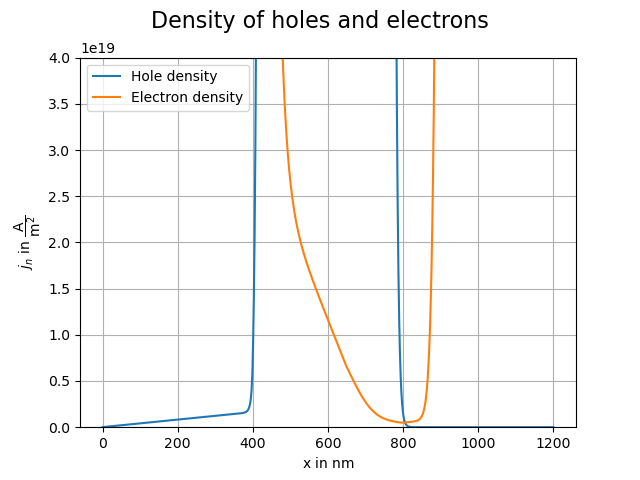 Density of holes and electrons
1e19
Hole density
Electron density
4.0
3.5
3.0
2.5
2.0
1.5
1.0
0.5
0.0
j_n in A/m²
0 200 400 600 800 1000 1200
x in nm